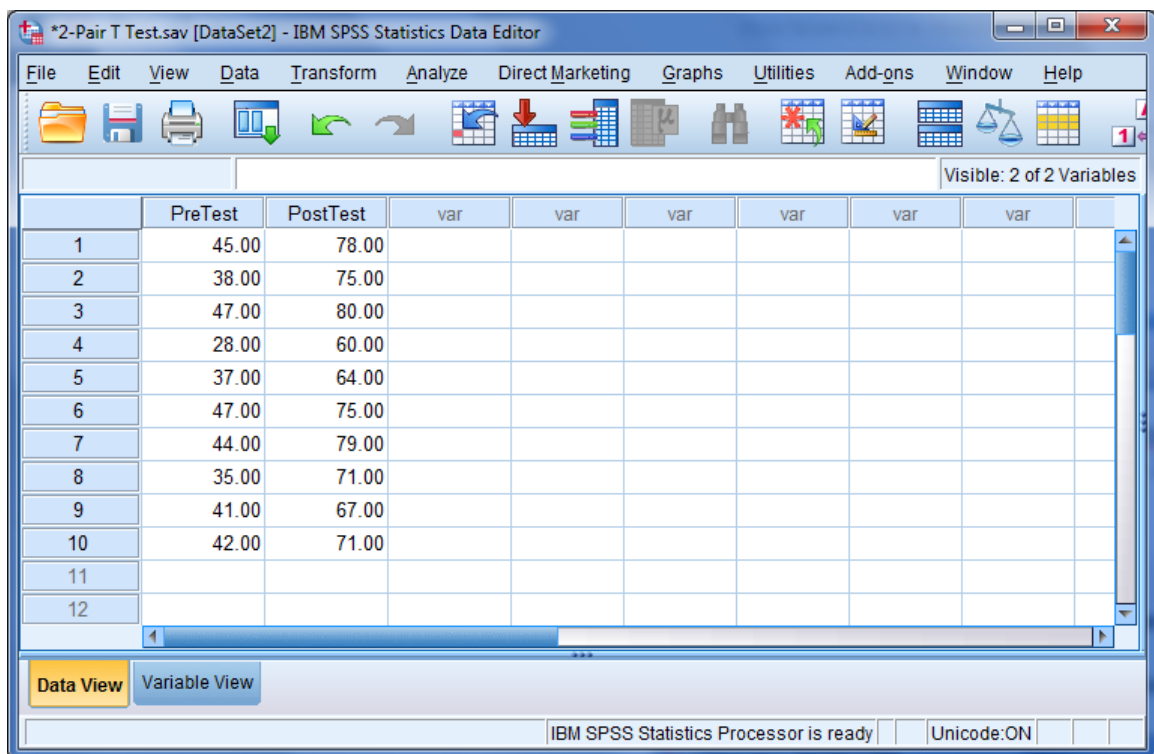 *2-Pair T Test.sav [DataSet2] - IBM SPSS Statistics Data Editor
File Edit View Data Transform Analyze Direct Marketing Graphs Utilities Add-ons Window Help
Visible: 2 of 2 Variables
PreTest PostTest var var var var var var
1 45.00 78.00
2 38.00 75.00
3 47.00 80.00
4 28.00 60.00
5 37.00 64.00
6 47.00 75.00
7 44.00 79.00
8 35.00 71.00
9 41.00 67.00
10 42.00 71.00
11
12
Data View Variable View
IBM SPSS Statistics Processor is ready Unicode:ON